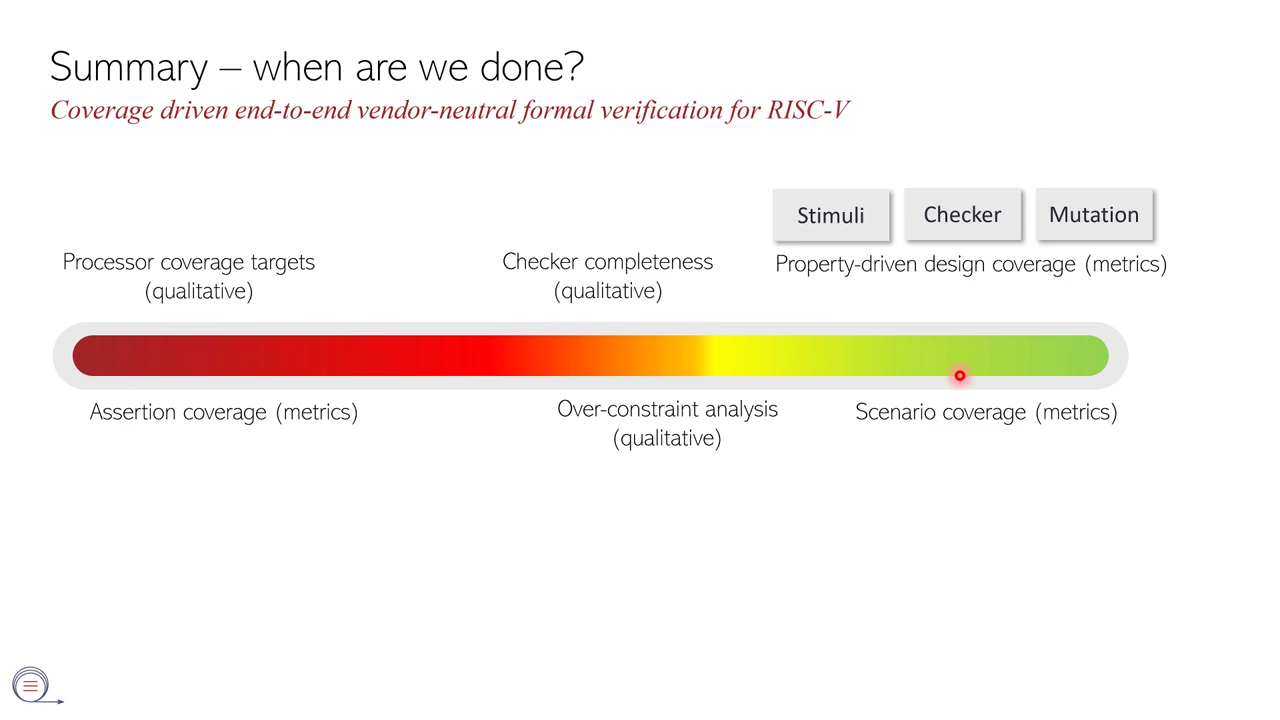 Summary – when are we done?
Coverage driven end-to-end vendor-neutral formal verification for RISC-V
Stimuli
Checker
Mutation
Processor coverage targets
(qualitative)
Checker completeness
(qualitative)
Property-driven design coverage (metrics)
Assertion coverage (metrics)
Over-constraint analysis
(qualitative)
Scenario coverage (metrics)